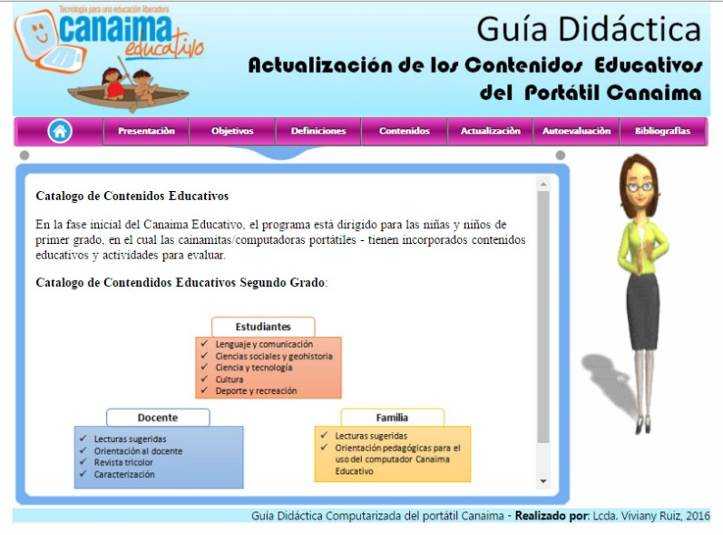 Tecnología para una educación liberadora
canaima
educativo
Guía Didáctica
Actualización de los Contenidos Educativos
del Portátil Canaima
Presentaciòn Objetivos Definiciones Contenidos Actualizaciòn Autoevaluaciòn Bibliografìas
Catalogo de Contenidos Educativos
En la fase inicial del Canaima Educativo, el programa está dirigido para las niñas y niños de
primer grado, en el cual las cainamitas/computadoras portátiles - tienen incorporados contenidos
educativos y actividades para evaluar.
Catalogo de Contendidos Educativos Segundo Grado:
Estudiantes
✓ Lenguaje y comunicación
✓ Ciencias sociales y geohistoria
✓ Ciencia y tecnología
✓ Cultura
✓ Deporte y recreación
Docente
✓ Lecturas sugeridas
✓ Orientación al docente
✓ Revista tricolor
✓ Caracterización
Familia
✓ Lecturas sugeridas
✓ Orientación pedagógicas para el
uso del computador Canaima
Educativo
Guía Didáctica Computarizada del portátil Canaima - Realizado por: Lcda. Viviany Ruiz, 2016